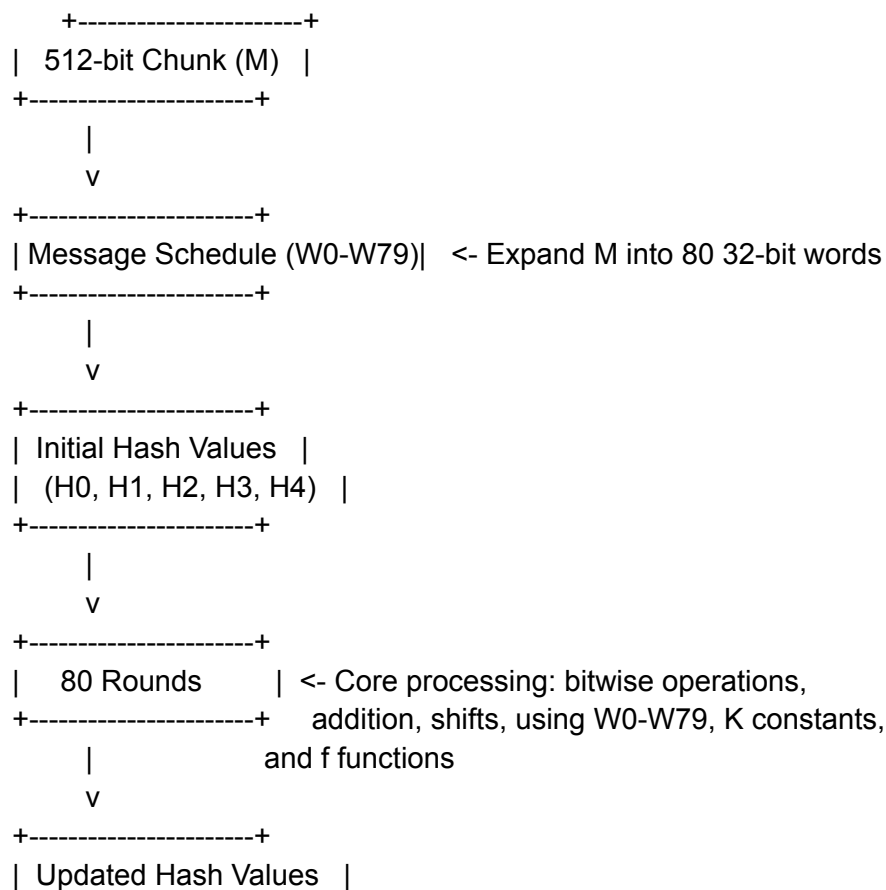 +-----------------------+
|   512-bit Chunk (M)   |
+-----------------------+
|
v
+-----------------------+
| Message Schedule (W0-W79)|   <- Expand M into 80 32-bit words
+-----------------------+
|
v
+-----------------------+
|  Initial Hash Values   |
|   (H0, H1, H2, H3, H4)   |
+-----------------------+
|
v
+-----------------------+
|    80 Rounds        | <- Core processing: bitwise operations,
+-----------------------+    addition, shifts, using W0-W79, K constants,
|                      and f functions
v
+-----------------------+
|  Updated Hash Values   |